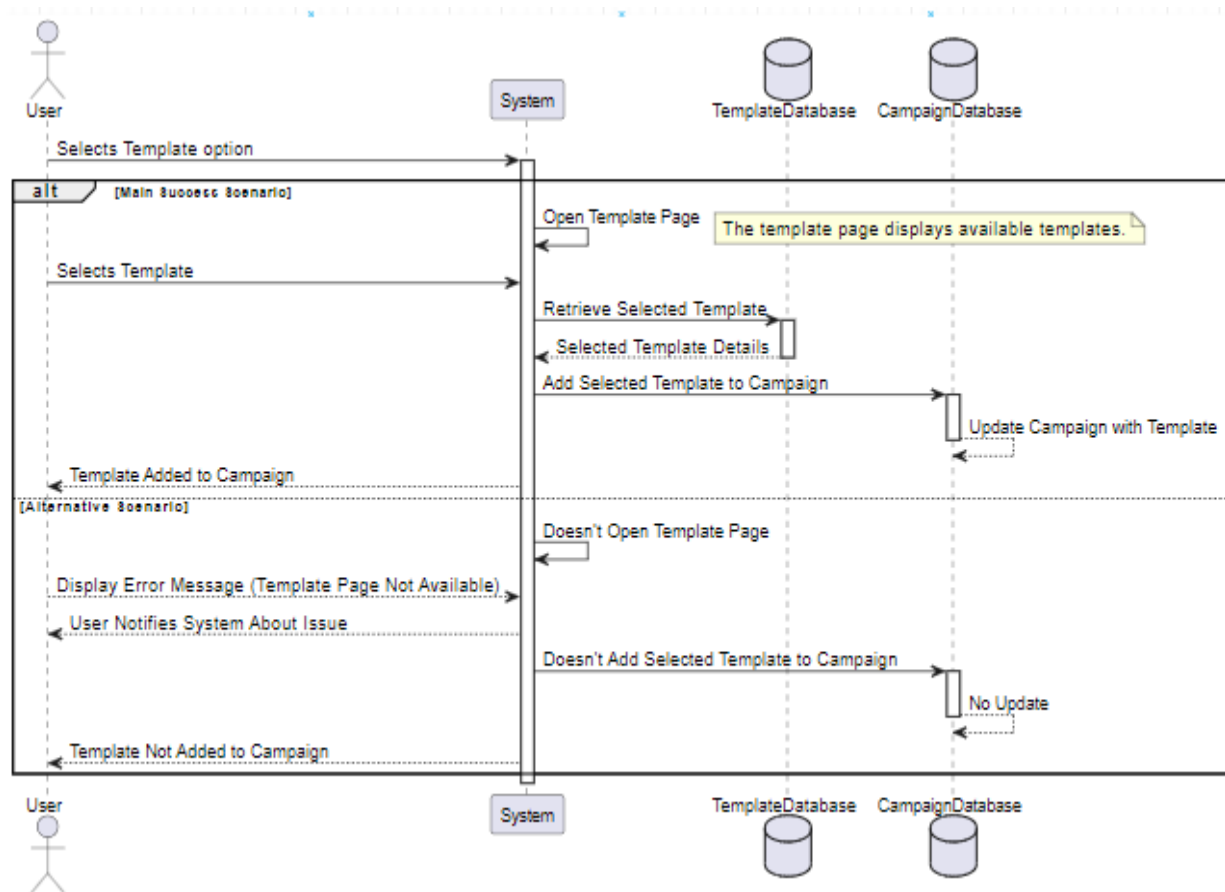 User
System
TemplateDatabase
CampaignDatabase
Selects Template option
alt
[Main Success Scenario]
Open Template Page
The template page displays available templates.
Selects Template
Retrieve Selected Template
Selected Template Details
Add Selected Template to Campaign
Update Campaign with Template
Template Added to Campaign
[Alternative Scenario]
Doesn't Open Template Page
Display Error Message (Template Page Not Available)
User Notifies System About Issue
Doesn't Add Selected Template to Campaign
No Update
Template Not Added to Campaign
User
System
TemplateDatabase
CampaignDatabase